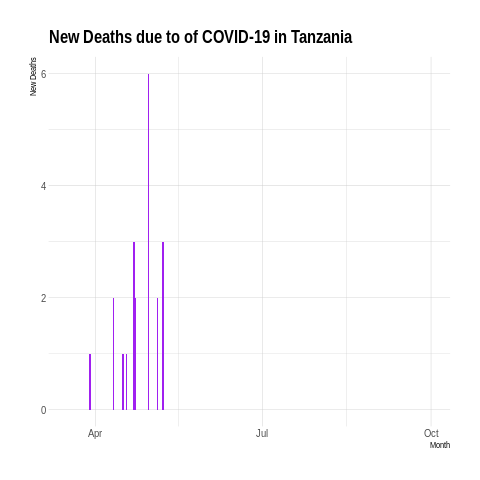 New Deaths due to of COVID-19 in Tanzania
New Deaths
6
4
2
0
Apr
Jul
Oct
Month